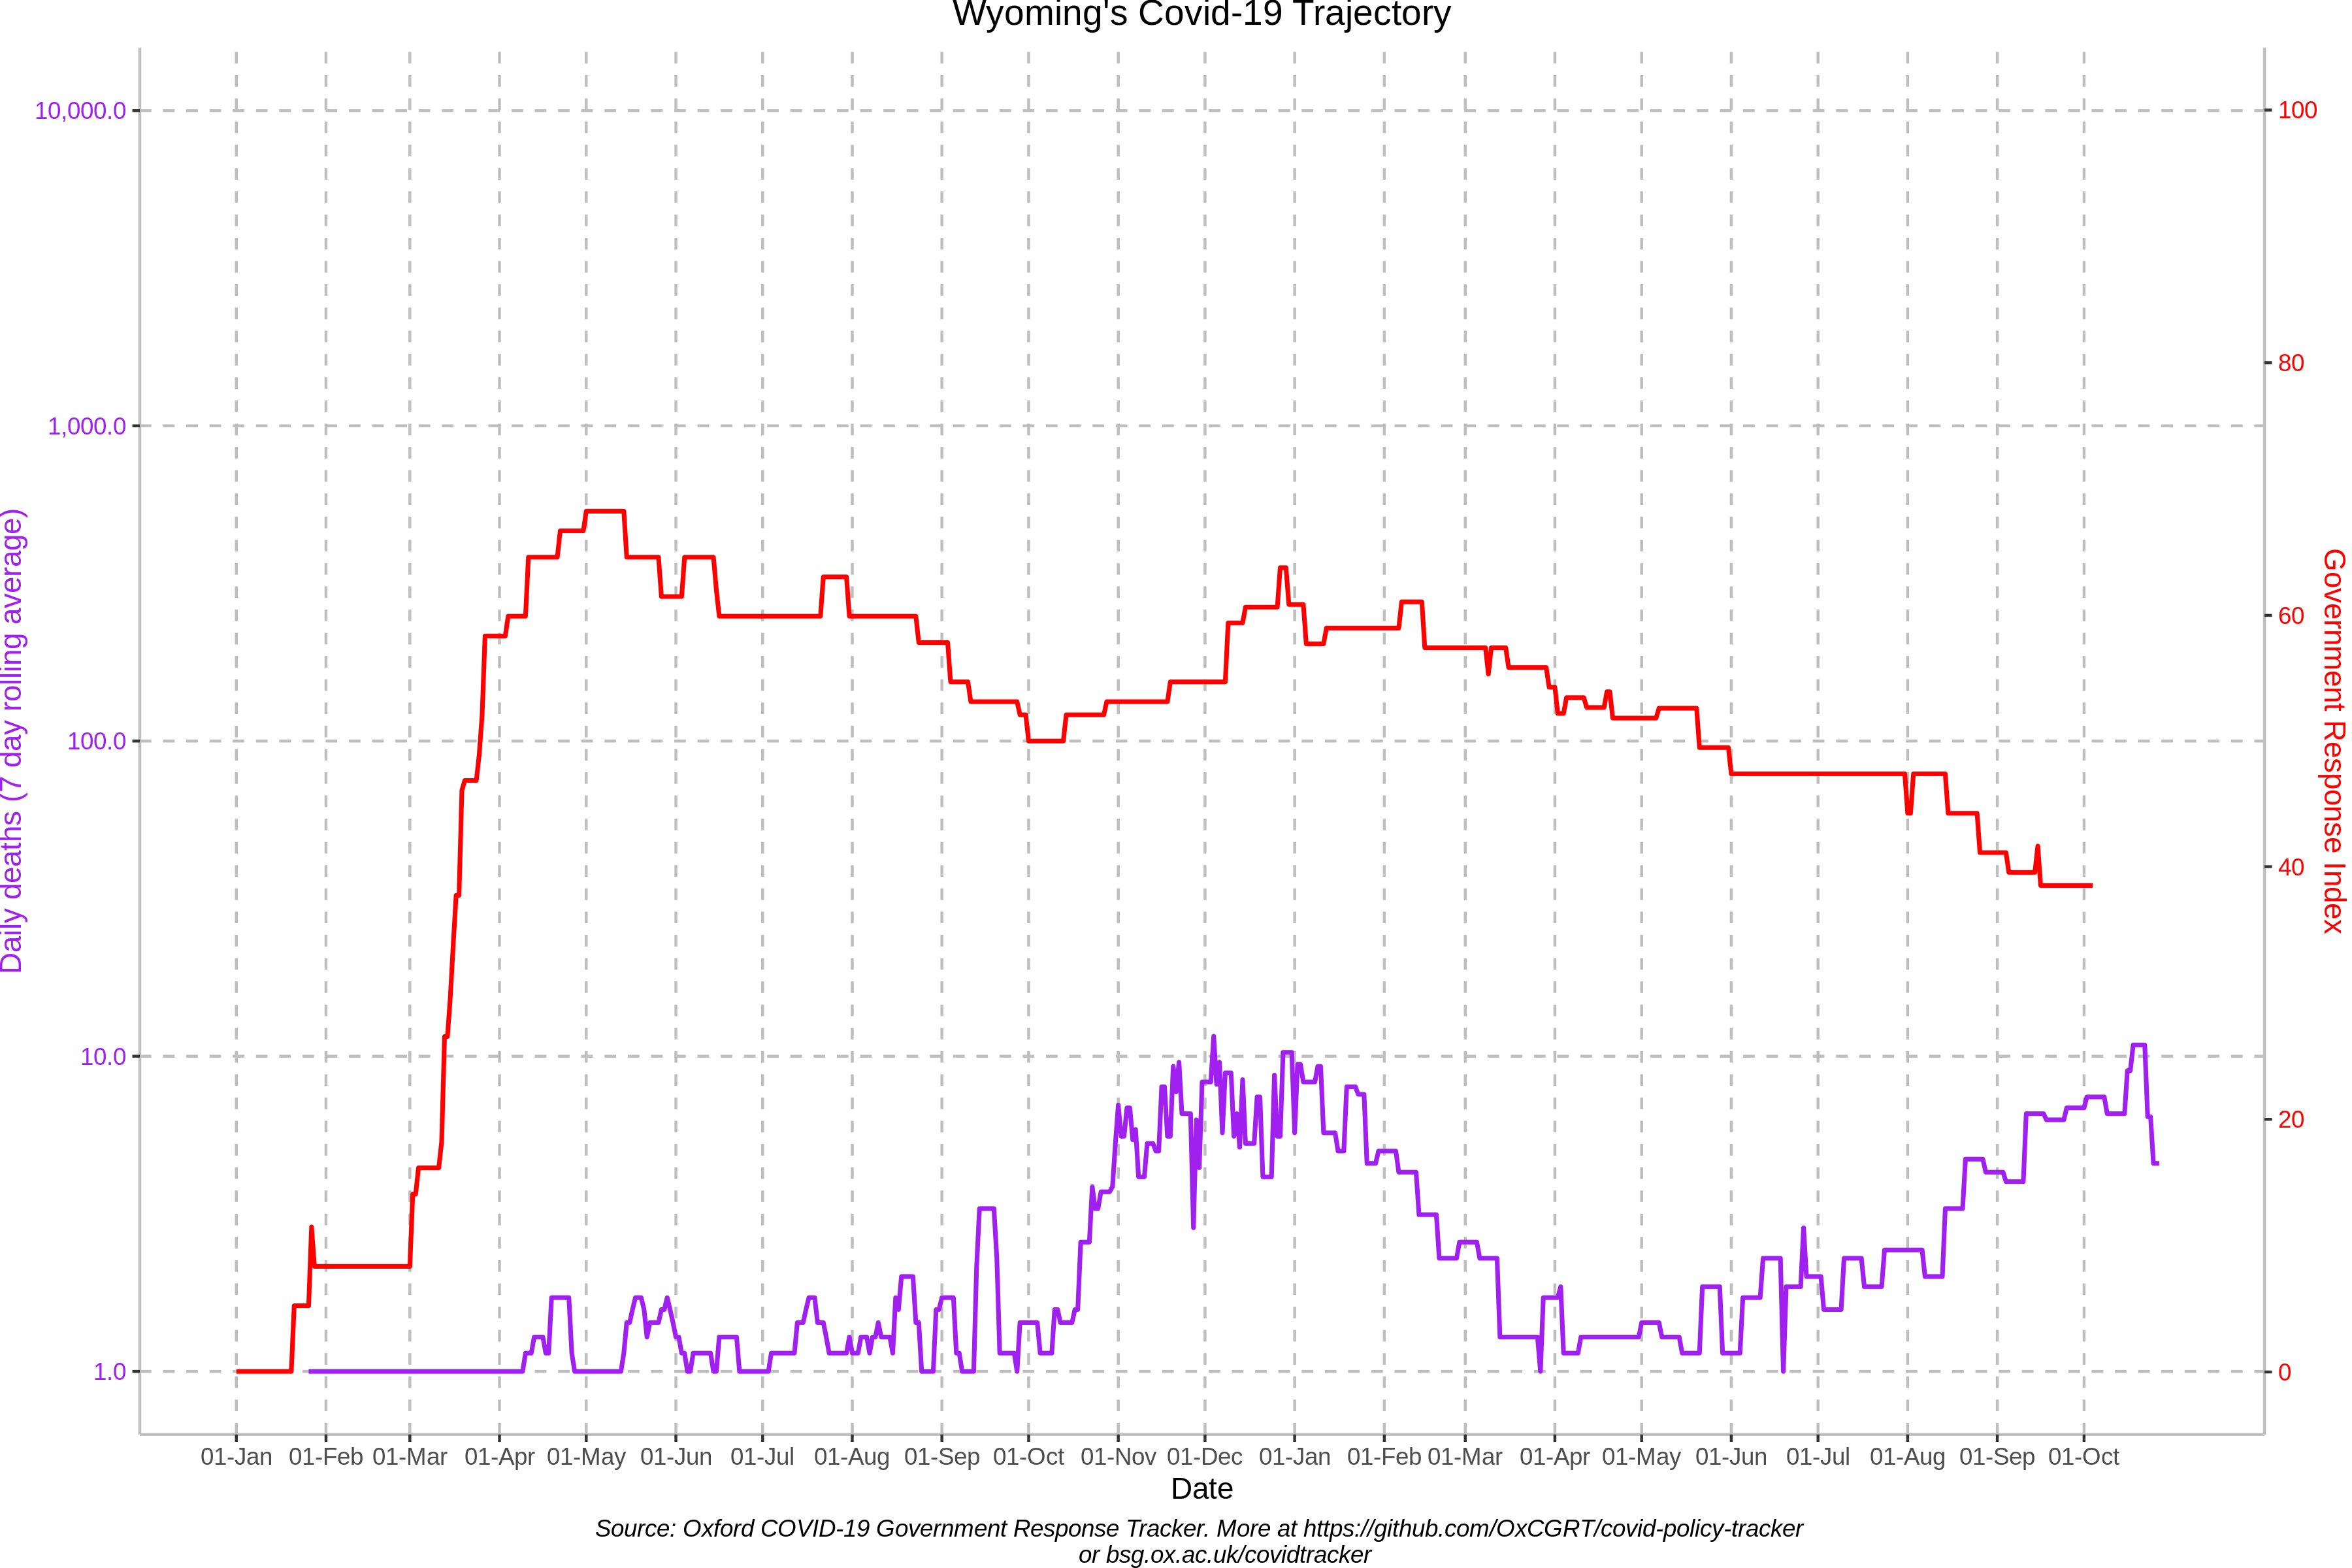 Wyoming's Covid-19 Trajectory
10,000.0
1,000.0
100.0
10.0
1.0
Daily deaths (7 day rolling average)
100
80
60
40
20
0
Government Response Index
01-Jan 01-Feb 01-Mar 01-Apr 01-May 01-Jun 01-Jul 01-Aug 01-Sep 01-Oct 01-Nov 01-Dec 01-Jan 01-Feb 01-Mar 01-Apr 01-May 01-Jun 01-Jul 01-Aug 01-Sep 01-Oct
Date
Source: Oxford COVID-19 Government Response Tracker. More at https://github.com/OxCGRT/covid-policy-tracker
or bsg.ox.ac.uk/covidtracker